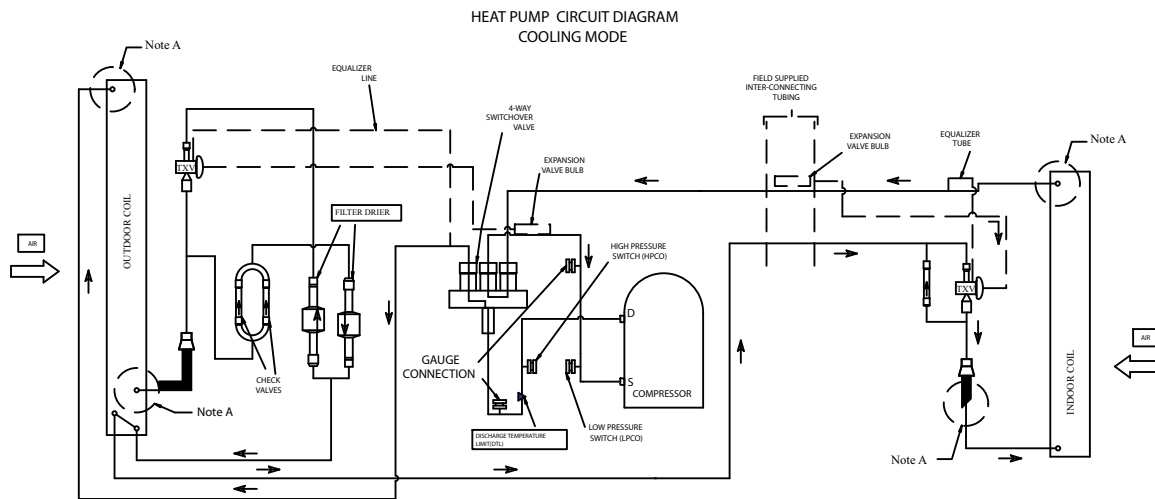 HEAT PUMP CIRCUIT DIAGRAM
COOLING MODE
Note A
EQUALIZER
LINE
4-WAY
SWITCHOVER
VALVE
FIELD SUPPLIED
INTER-CONNECTING
TUBING
EXPANSION
VALVE BULB
EXPANSION
VALVE BULB
EQUALIZER
TUBE
Note A
TXV
OUTDOOR COIL
FILTER DRIER
AIR
HIGH PRESSURE
SWITCH (HPCO)
TXV
D
GAUGE
CONNECTION
S
COMPRESSOR
CHECK
VALVES
Note A
DISCHARGE TEMPERATURE
LIMIT(DTL)
LOW PRESSURE
SWITCH (LPCO)
INDOOR COIL
AIR
Note A